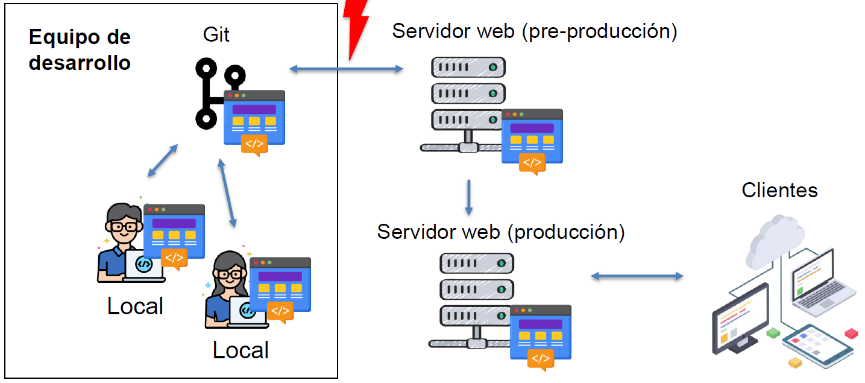 Equipo de
desarrollo
Git
Servidor web (pre-producción)
Local
Local
Servidor web (producción)
Clientes